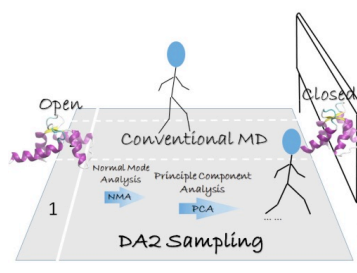 Open
Closed
Conventional MD
Normal Mode
Analysis
NMA
Principle Component
Analysis
PCA
... ...
1
DA2 Sampling